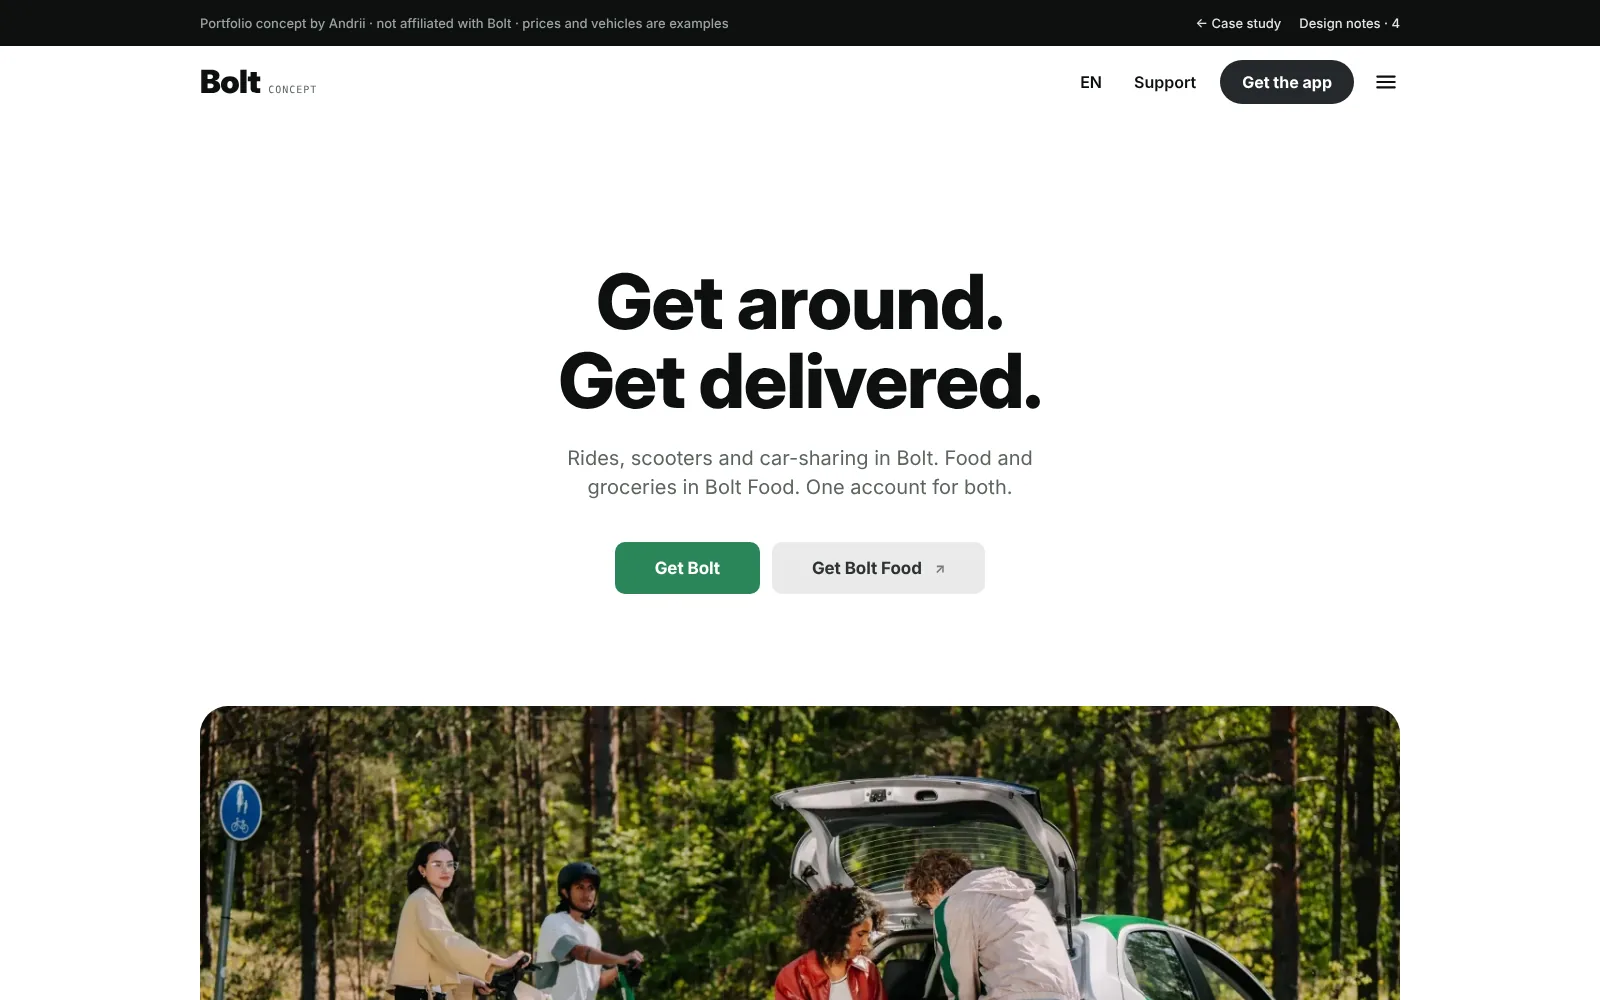 Portfolio concept by Andrii · not affiliated with Bolt · prices and vehicles are examples
← Case study
Design notes · 4
Bolt CONCEPT
EN
Support
Get the app
Get around.
Get delivered.
Rides, scooters and car-sharing in Bolt. Food and
groceries in Bolt Food. One account for both.
Get Bolt
Get Bolt Food ↗